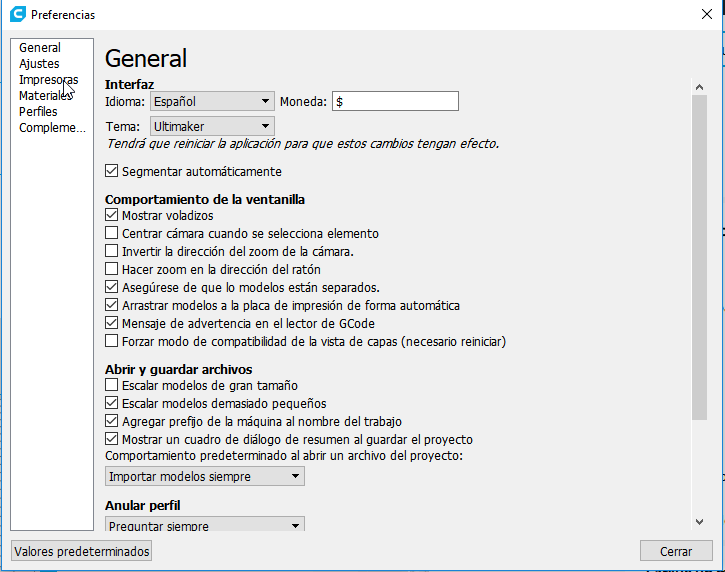 Preferencias
General
Ajustes
Impresoras
Materiales
Perfiles
Compleme...
General
Interfaz
Idioma: Español Moneda: $
Tema: Ultimaker
Tendrá que reiniciar la aplicación para que estos cambios tengan efecto.
Segmentar automáticamente
Comportamiento de la ventanilla
Mostrar voladizos
Centrar cámara cuando se selecciona elemento
Invertir la dirección del zoom de la cámara.
Hacer zoom en la dirección del ratón
Asegúrese de que lo modelos están separados.
Arrastrar modelos a la placa de impresión de forma automática
Mensaje de advertencia en el lector de GCode
Forzar modo de compatibilidad de la vista de capas (necesario reiniciar)
Abrir y guardar archivos
Escalar modelos de gran tamaño
Escalar modelos demasiado pequeños
Agregar prefijo de la máquina al nombre del trabajo
Mostrar un cuadro de diálogo de resumen al guardar el proyecto
Comportamiento predeterminado al abrir un archivo del proyecto:
Importar modelos siempre
Anular perfil
Preguntar siempre
Valores predeterminados Cerrar